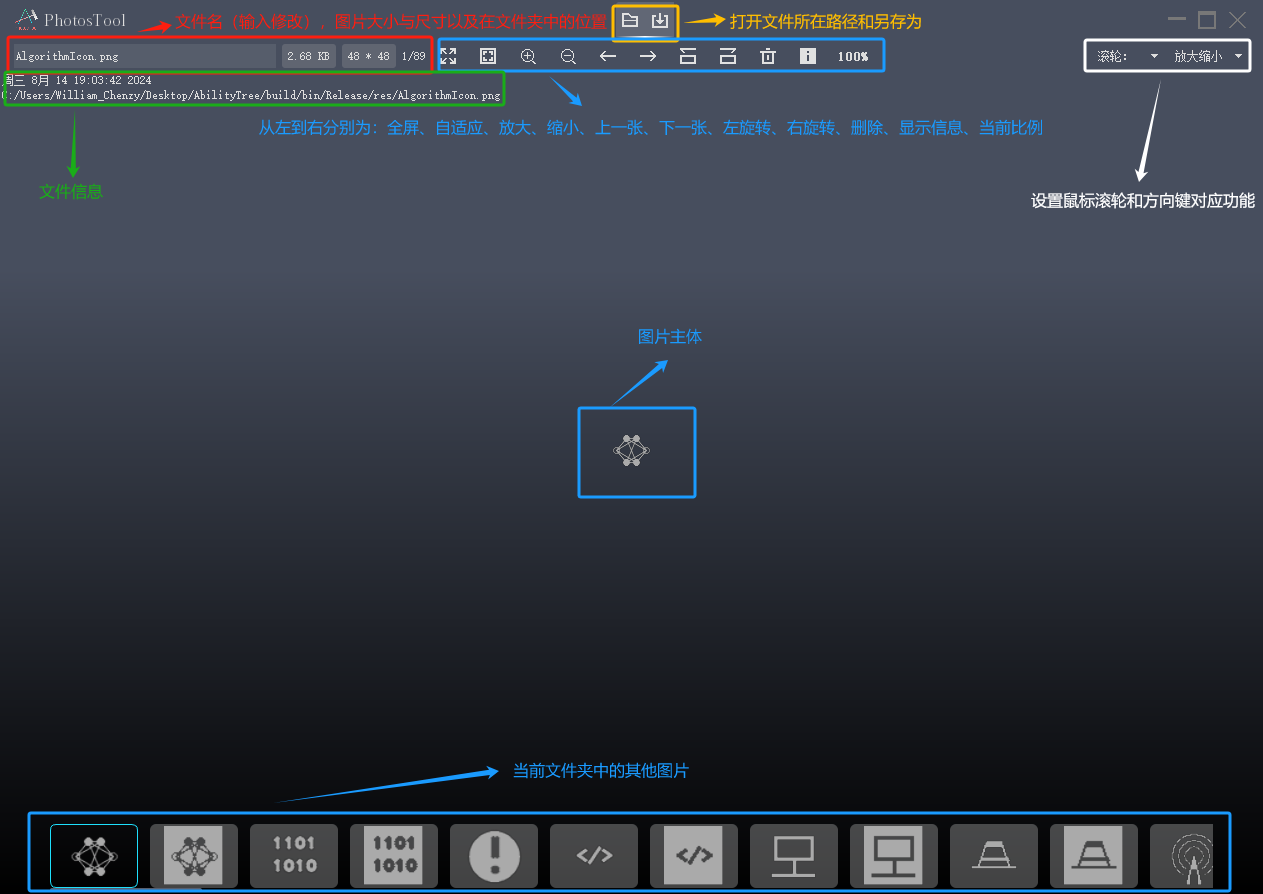 PhotosTool
文件名（输入修改），图片大小与尺寸以及在文件夹中的位置
打开文件所在路径和另存为
AlgorithmIcon.png 2.68 KB 48 * 48 1/89 100% 滚轮： 放大缩小
周三 8月 14 19:03:42 2024
C:/Users/William_Chenzy/Desktop/AbilityTree/build/bin/Release/res/AlgorithmIcon.png
从左到右分别为：全屏、自适应、放大、缩小、上一张、下一张、左旋转、右旋转、删除、显示信息、当前比例
文件信息
设置鼠标滚轮和方向键对应功能
图片主体
当前文件夹中的其他图片
1101 1101
1010 1010